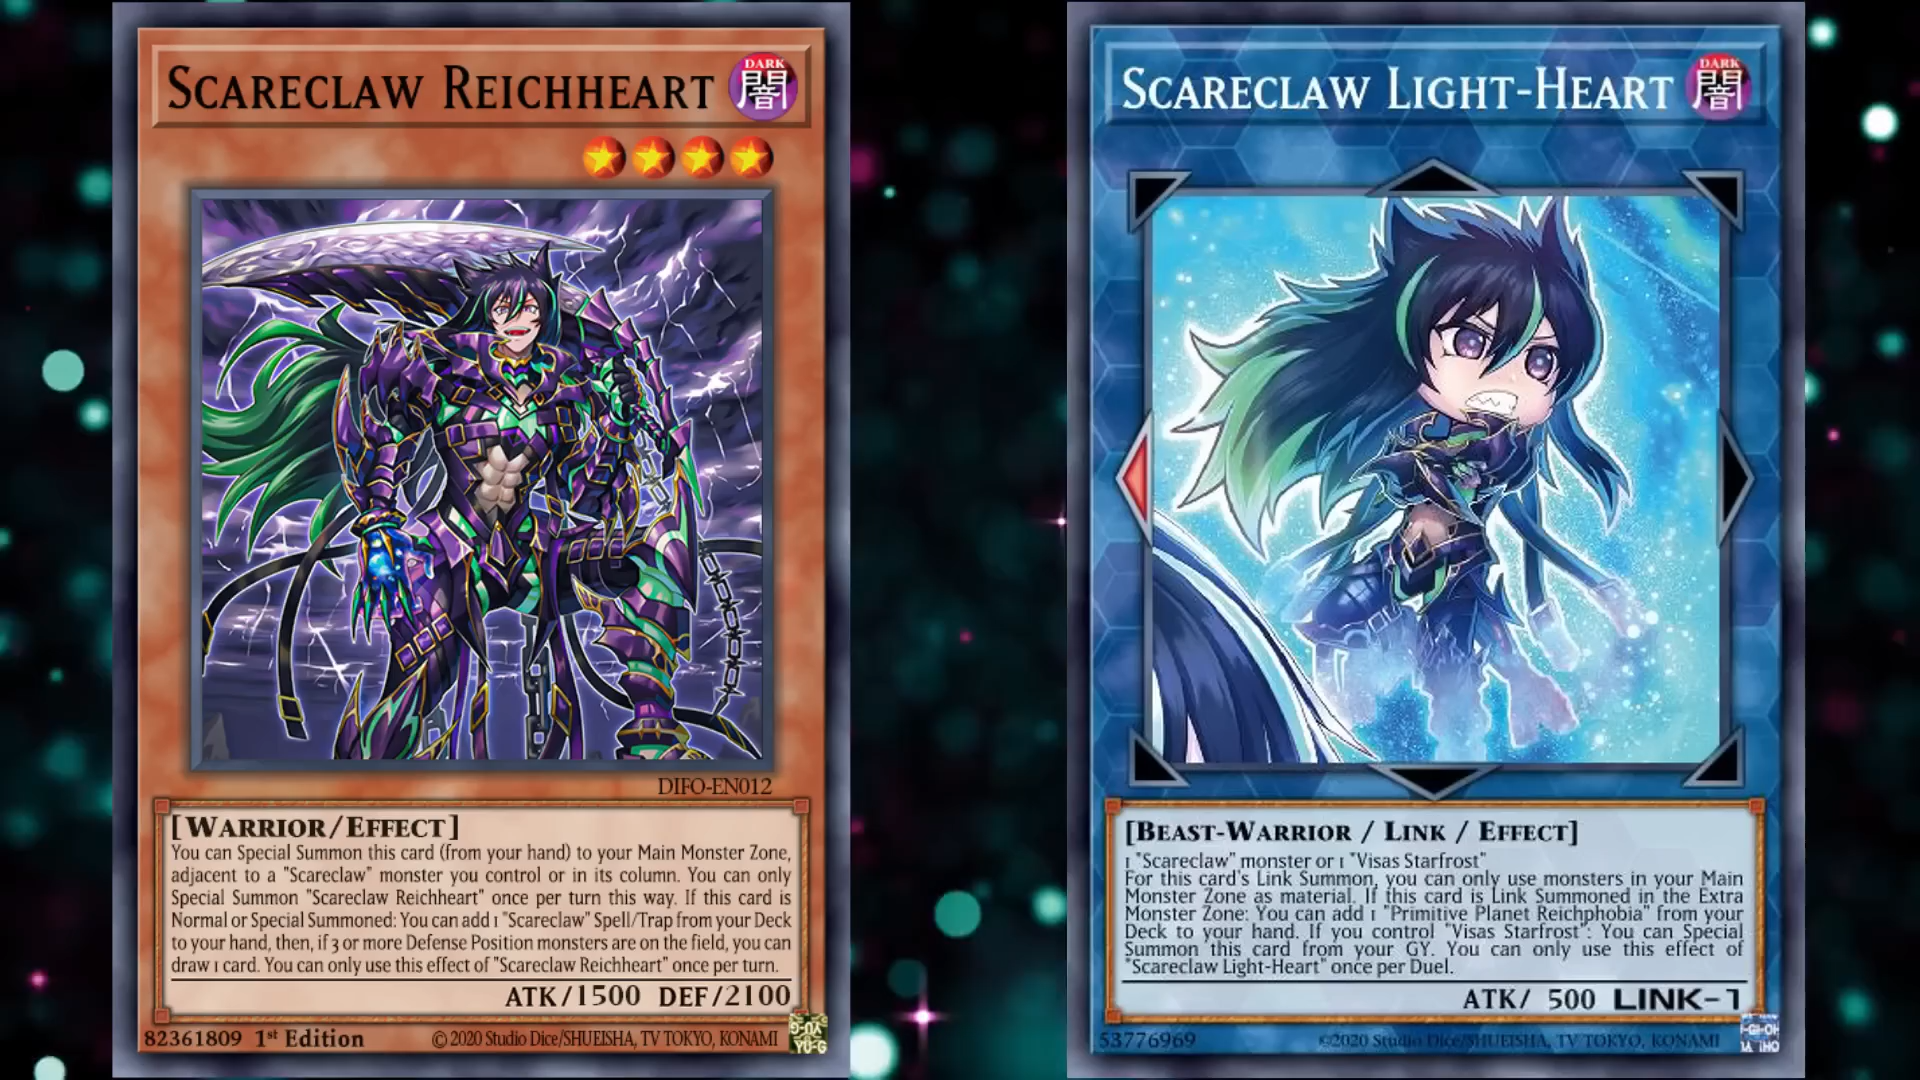 SCARECLAW REICHHEART
DARK
闇
DIFO-EN012
[WARRIOR/EFFECT]
You can Special Summon this card (from your hand) to your Main Monster Zone,
adjacent to a "Scareclaw" monster you control or in its column. You can only
Special Summon "Scareclaw Reichheart" once per turn this way. If this card is
Normal or Special Summoned: You can add 1 "Scareclaw" Spell/Trap from your Deck
to your hand, then, if 3 or more Defense Position monsters are on the field, you can
draw 1 card. You can only use this effect of "Scareclaw Reichheart" once per turn.
ATK/1500 DEF/2100
82361809 1st Edition ©2020 Studio Dice/SHUEISHA, TV TOKYO, KONAMI
SCARECLAW LIGHT-HEART
DARK
闇
[BEAST-WARRIOR / LINK / EFFECT]
1 "Scareclaw" monster or 1 "Visas Starfrost"
For this card's Link Summon, you can only use monsters in your Main
Monster Zone as material. If this card is Link Summoned in the Extra
Monster Zone: You can add 1 "Primitive Planet Reichphobia" from your
Deck to your hand. If you control "Visas Starfrost": You can Special
Summon this card from your GY. You can only use this effect of
"Scareclaw Light-Heart" once per Duel.
ATK/ 500 LINK-1
53776969 ©2020 Studio Dice/SHUEISHA, TV TOKYO, KONAMI